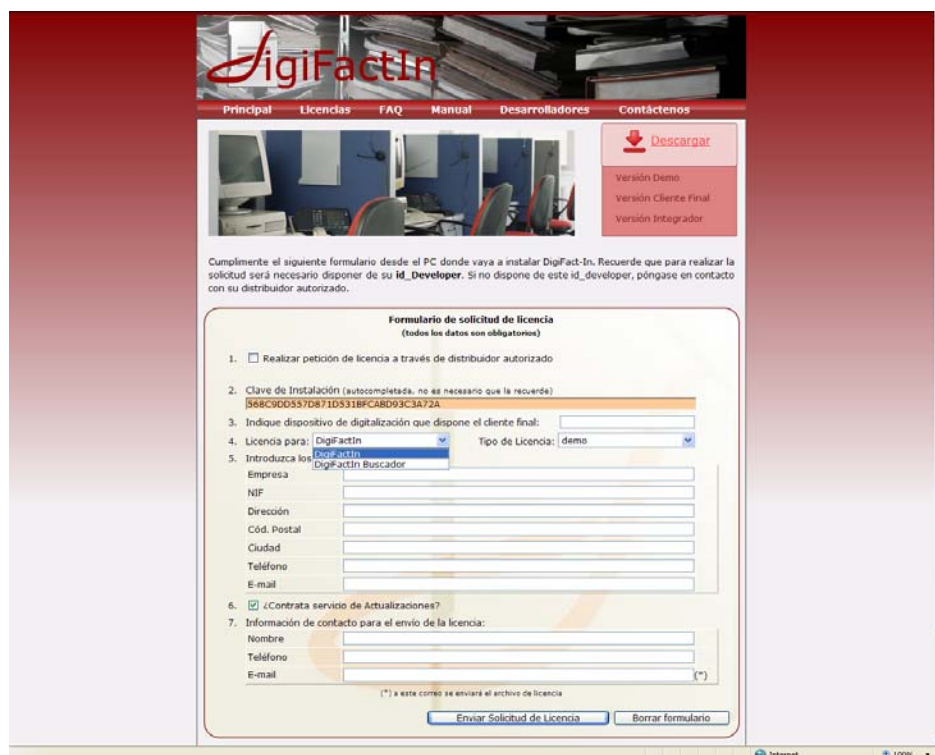 DigiFactIn
Principal Licencias FAQ Manual Desarrolladores Contáctenos
Descargar
Versión Demo
Versión Cliente Final
Versión Integrador
Cumplimente el siguiente formulario desde el PC donde vaya a instalar DigiFact-In. Recuerde que para realizar la
solicitud será necesario disponer de su id_Developer. Si no dispone de este id_developer, póngase en contacto
con su distribuidor autorizado.
Formulario de solicitud de licencia
(todos los datos son obligatorios)
1. Realizar petición de licencia a través de distribuidor autorizado
2. Clave de Instalación (autocompletada, no es necesario que la recuerde)
568C9DD557D871D531BFCABD93C3A72A
3. Indique dispositivo de digitalización que dispone el cliente final:
4. Licencia para: DigiFactIn Tipo de Licencia: demo
DigiFactIn
5. Introduzca los
DigiFactIn Buscador
Empresa
NIF
Dirección
Cód. Postal
Ciudad
Teléfono
E-mail
6. ¿Contrata servicio de Actualizaciones?
7. Información de contacto para el envío de la licencia:
Nombre
Teléfono
E-mail (*)
(*) a este correo se enviará el archivo de licencia
Enviar Solicitud de Licencia Borrar formulario
Internet 100%